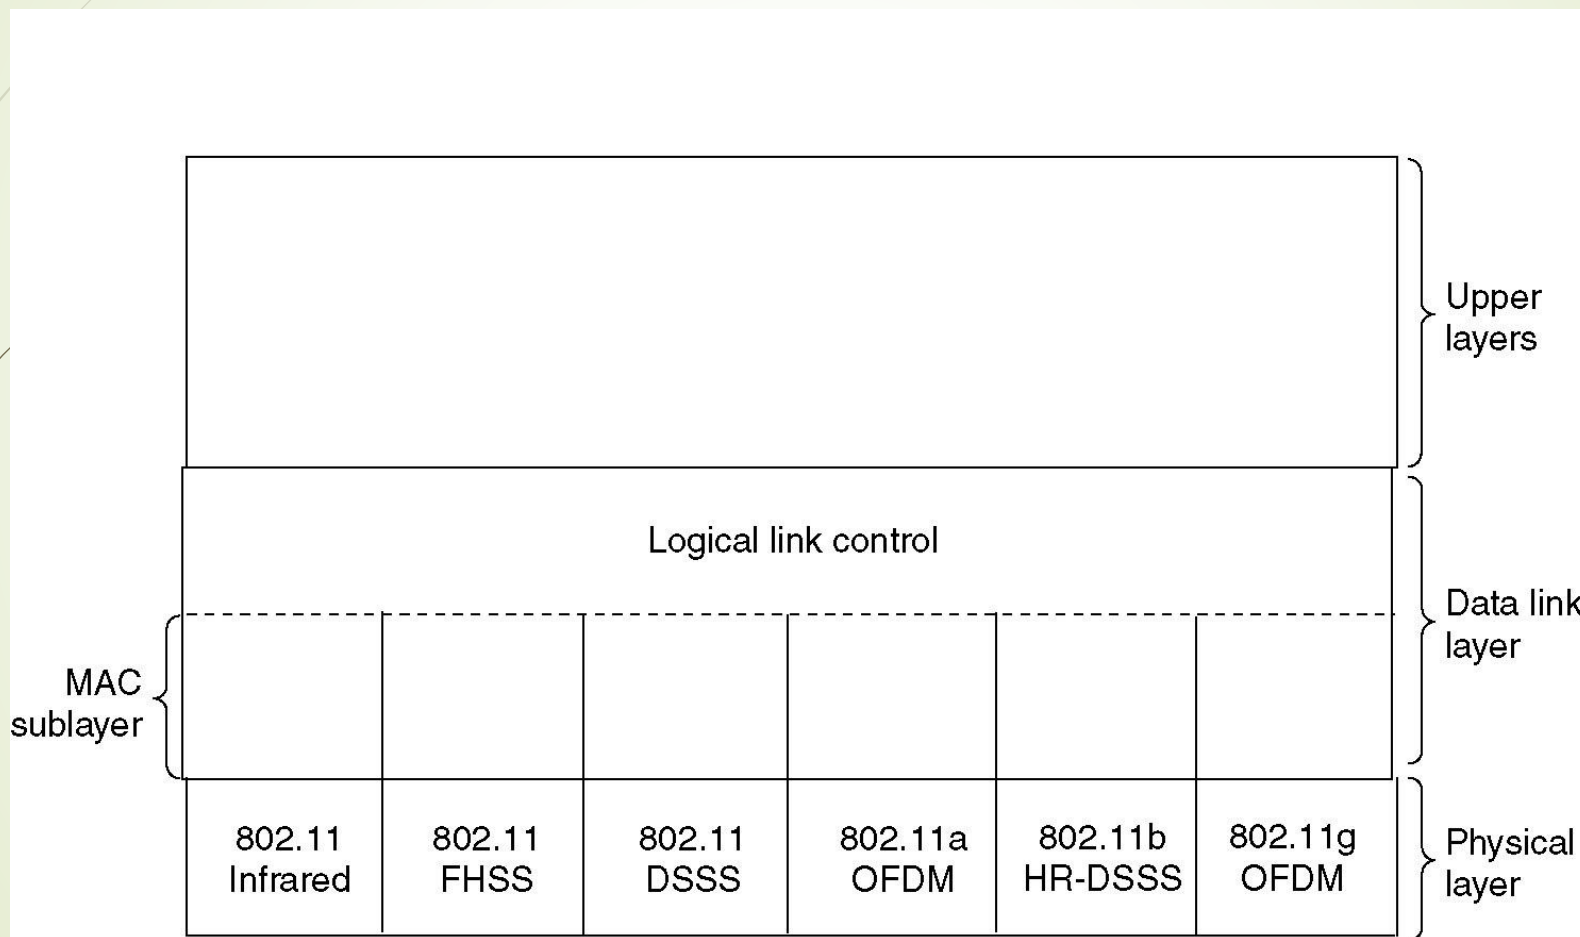 Upper
layers
Logical link control
Data link
layer
MAC
sublayer
802.11
Infrared
802.11
FHSS
802.11
DSSS
802.11a
OFDM
802.11b
HR-DSSS
802.11g
OFDM
Physical
layer